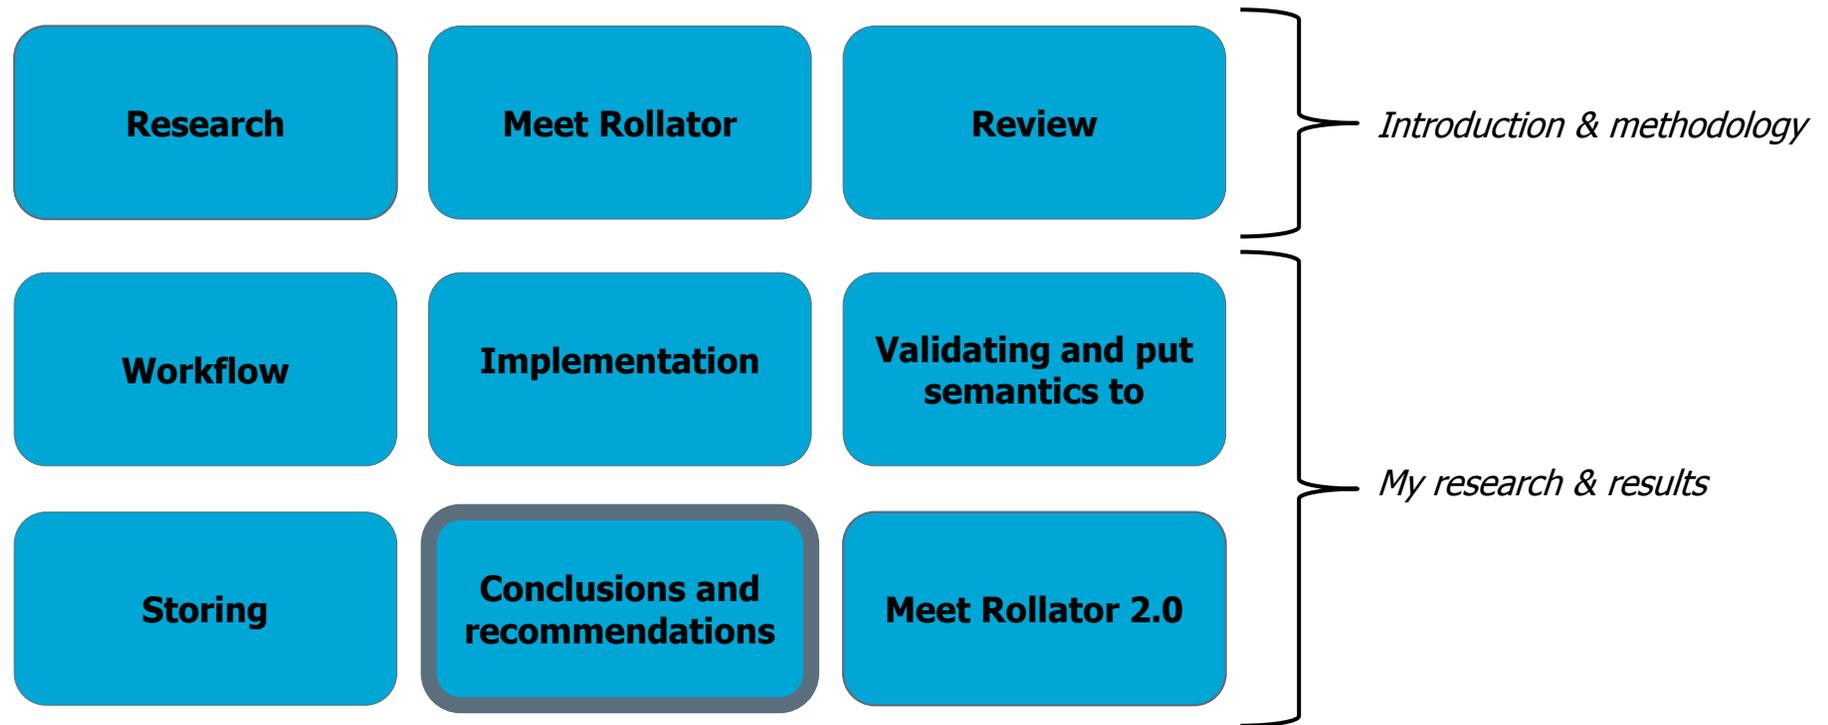 Research
Meet Rollator
Review
Introduction & methodology
Workflow
Implementation
Validating and put
semantics to
My research & results
Storing
Conclusions and
recommendations
Meet Rollator 2.0